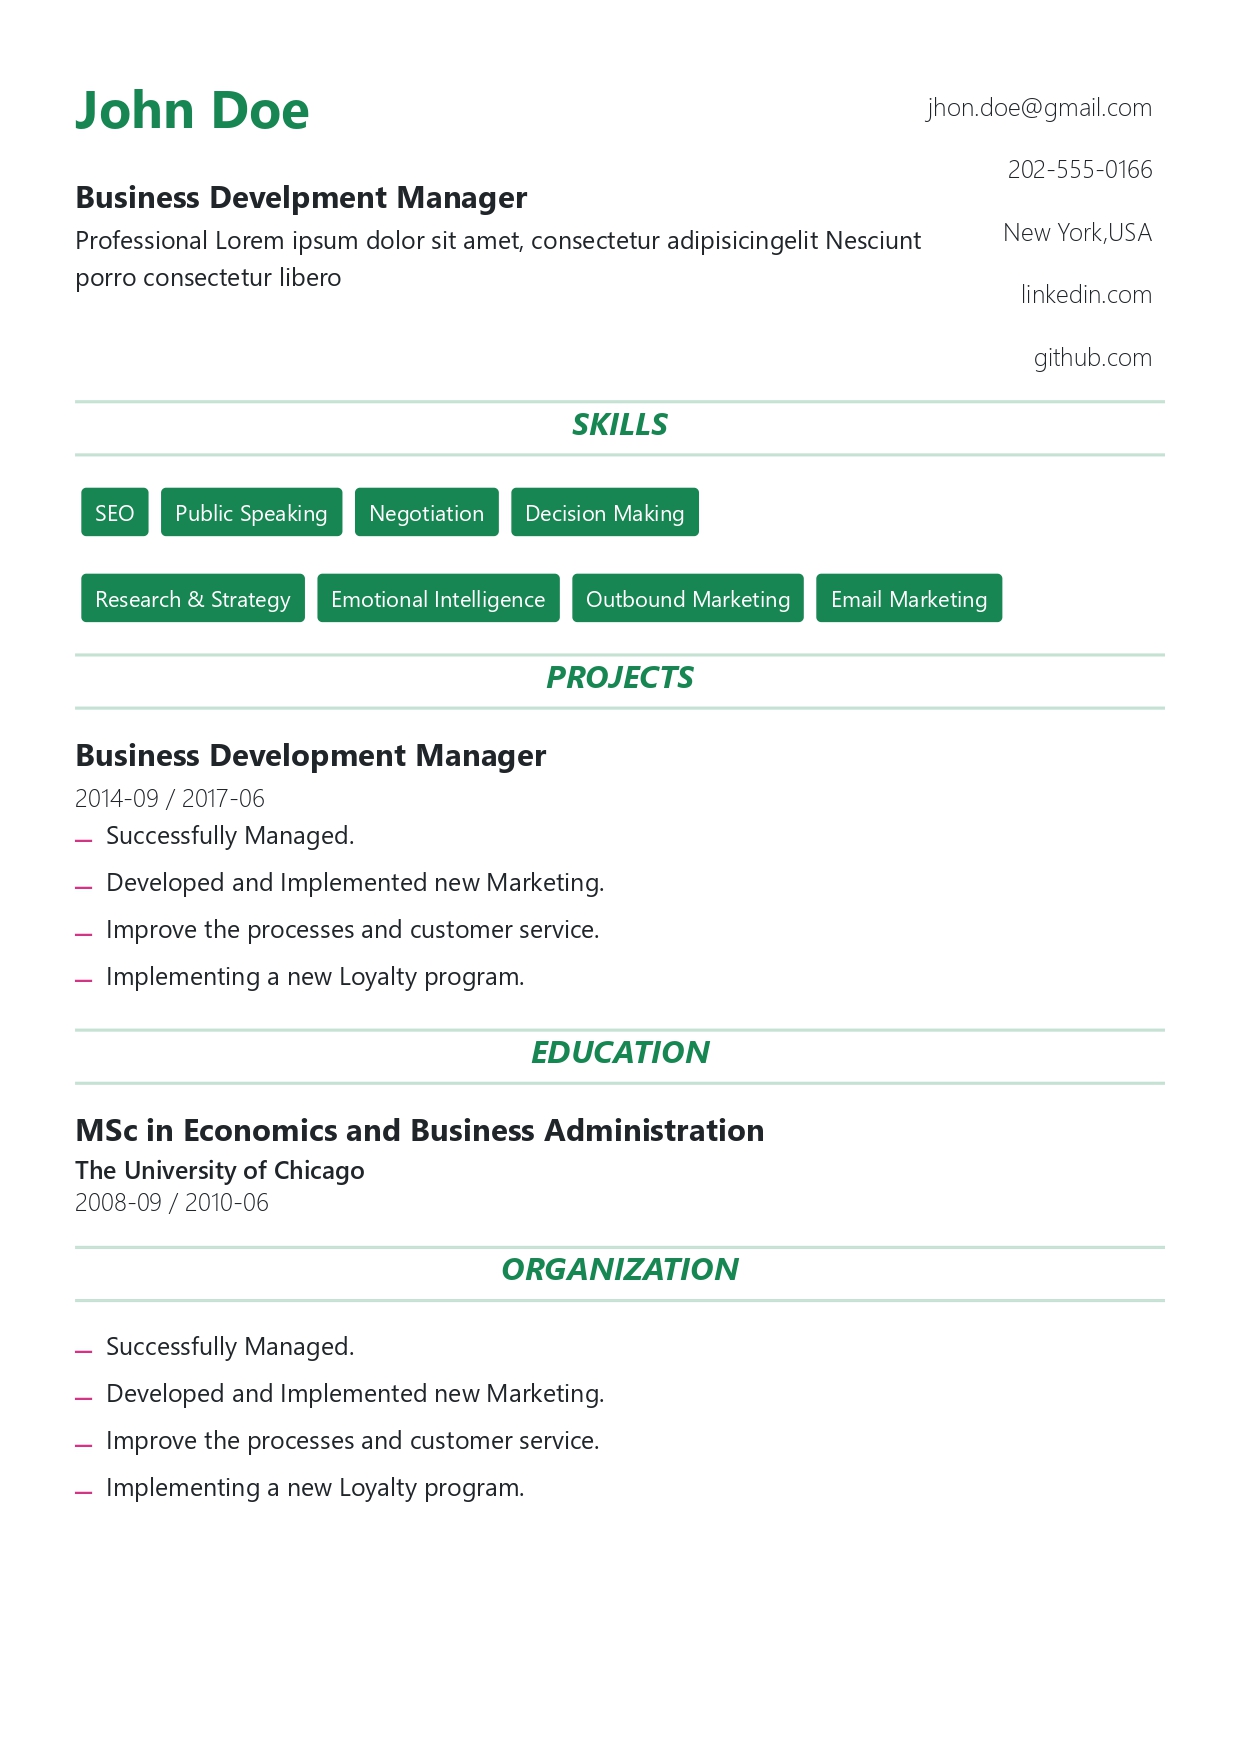 John Doe
jhon.doe@gmail.com
202-555-0166
Business Develpment Manager
Professional Lorem ipsum dolor sit amet, consectetur adipisicingelit Nesciunt
porro consectetur libero
New York,USA
linkedin.com
github.com
SKILLS
SEO Public Speaking Negotiation Decision Making
Research & Strategy Emotional Intelligence Outbound Marketing Email Marketing
PROJECTS
Business Development Manager
2014-09 / 2017-06
Successfully Managed.
Developed and Implemented new Marketing.
Improve the processes and customer service.
Implementing a new Loyalty program.
EDUCATION
MSc in Economics and Business Administration
The University of Chicago
2008-09 / 2010-06
ORGANIZATION
Successfully Managed.
Developed and Implemented new Marketing.
Improve the processes and customer service.
Implementing a new Loyalty program.